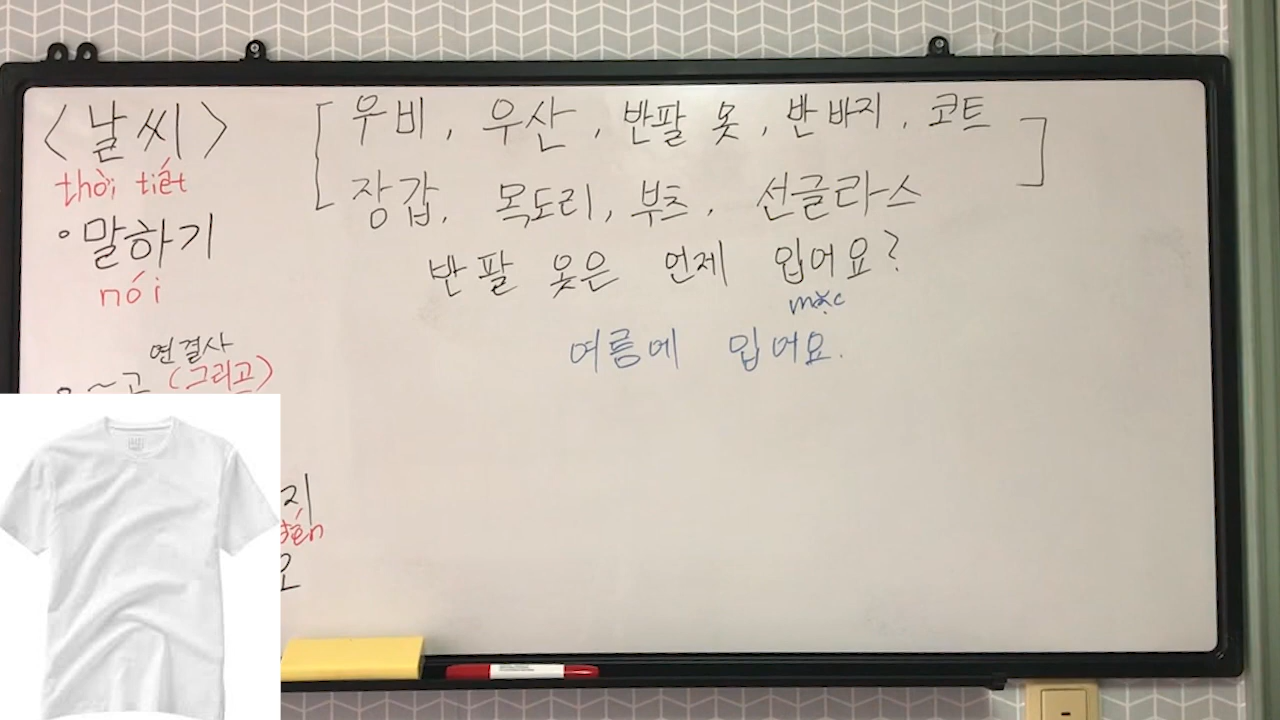 <날씨>
thời tiết
• 말하기
nói
연결사
~고 (그리고)
지
đến
요
[우비, 우산, 반팔 옷, 반바지, 코트
장갑, 목도리, 부츠, 선글라스]
반팔 옷은 언제 입어요?
mặc
여름에 입어요.